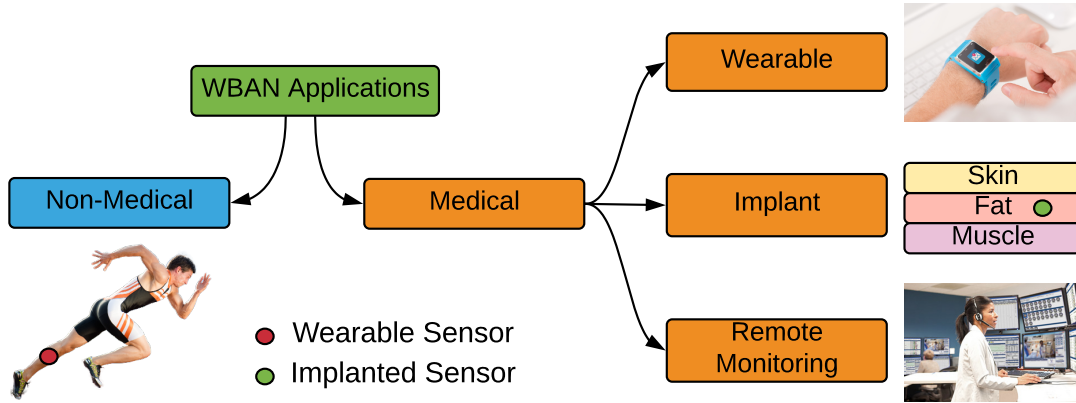 WBAN Applications
Non-Medical
Medical
Wearable
Implant
Remote
Monitoring
Skin
Fat
Muscle
Wearable Sensor
Implanted Sensor